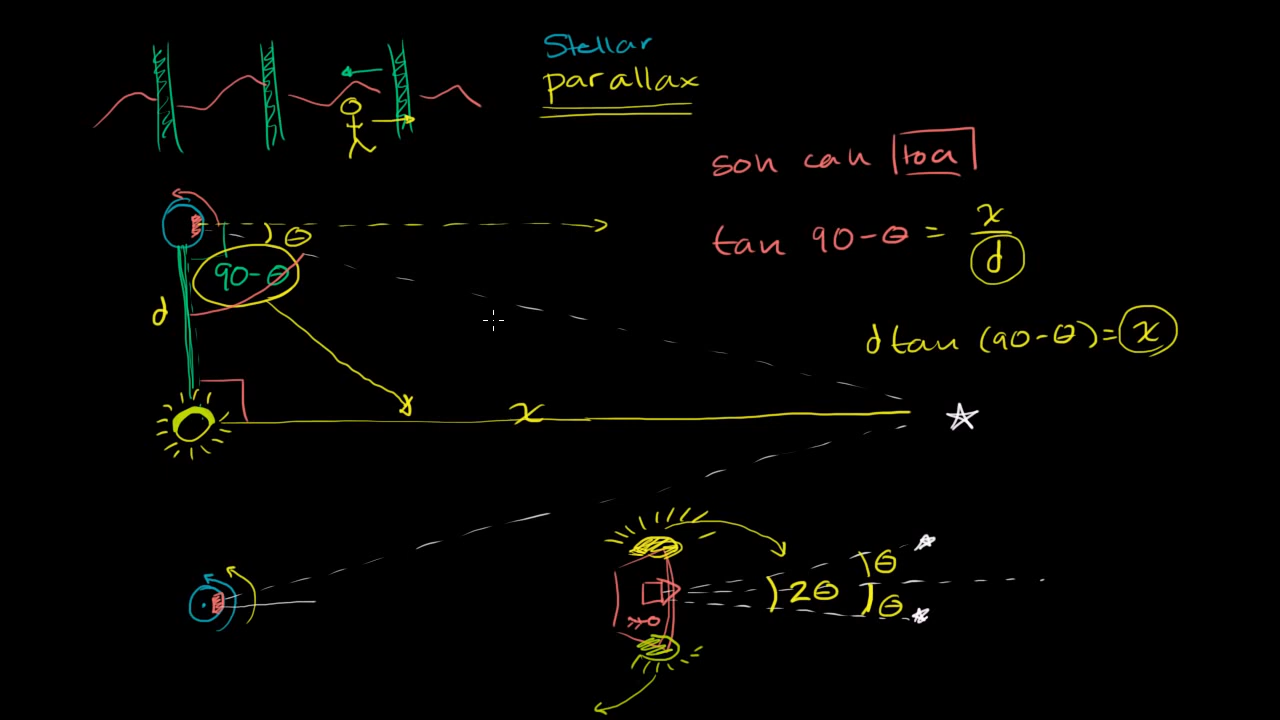 Stellar
parallax
soh cah toa
tan 90-θ = x/d
θ
90-θ
d
d tan (90-θ) = x
x
θ
2θ
θ